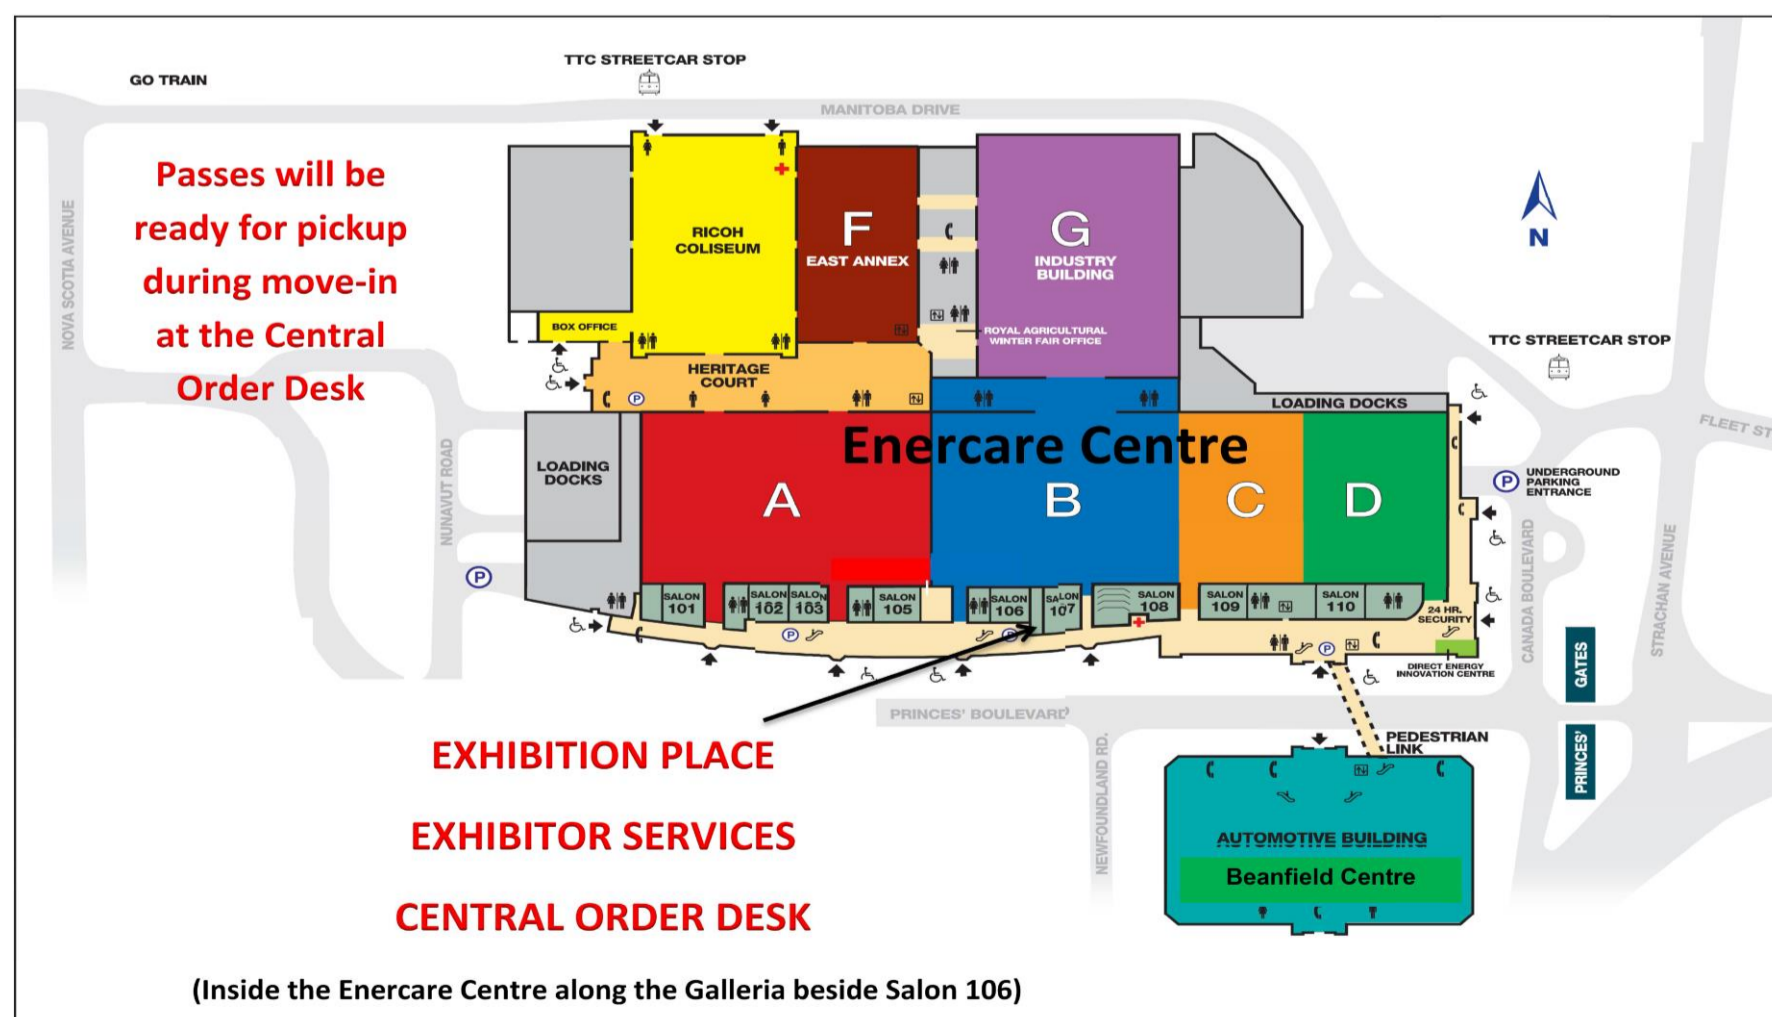 TTC STREETCAR STOP
GO TRAIN
MANITOBA DRIVE
Passes will be
ready for pickup
during move-in
at the Central
Order Desk
NOVA SCOTIA AVENUE
RICOH
COLISEUM
F
EAST ANNEX
G
INDUSTRY
BUILDING
N
BOX OFFICE
ROYAL AGRICULTURAL
WINTER FAIR OFFICE
TTC STREETCAR STOP
HERITAGE
COURT
P
LOADING DOCKS
FLEET ST
Enercare Centre
LOADING
DOCKS
NUNAVUT ROAD
A
B
C
D
P
UNDERGROUND
PARKING
ENTRANCE
CANADA BOULEVARD
STRACHAN AVENUE
P
SALON
101
SALON
102
SALON
103
SALON
105
SALON
106
SALON
107
SALON
108
SALON
109
SALON
110
24 HR.
SECURITY
P
P
P
DIRECT ENERGY
INNOVATION CENTRE
PRINCES' BOULEVARD
GATES
PRINCES'
EXHIBITION PLACE
EXHIBITOR SERVICES
CENTRAL ORDER DESK
NEWFOUNDLAND RD.
PEDESTRIAN
LINK
AUTOMOTIVE BUILDING
Beanfield Centre
(Inside the Enercare Centre along the Galleria beside Salon 106)